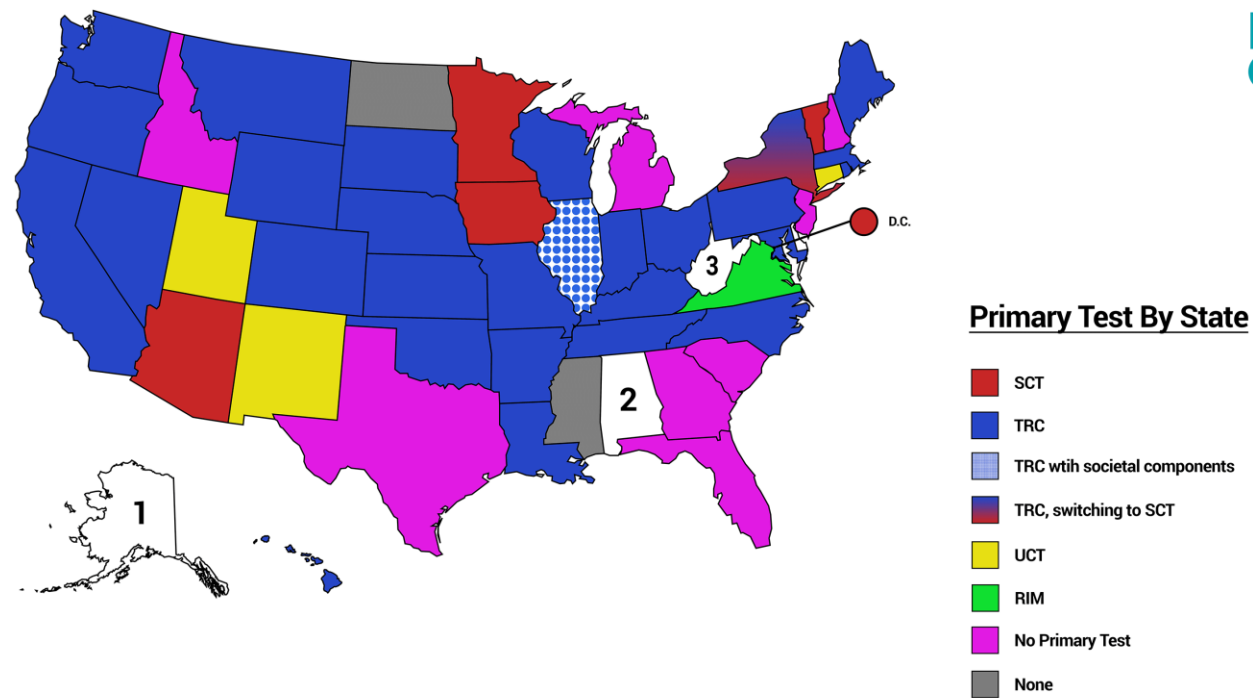 D.C.
3
2
1
Primary Test By State
SCT
TRC
TRC wtih societal components
TRC, switching to SCT
UCT
RIM
No Primary Test
None